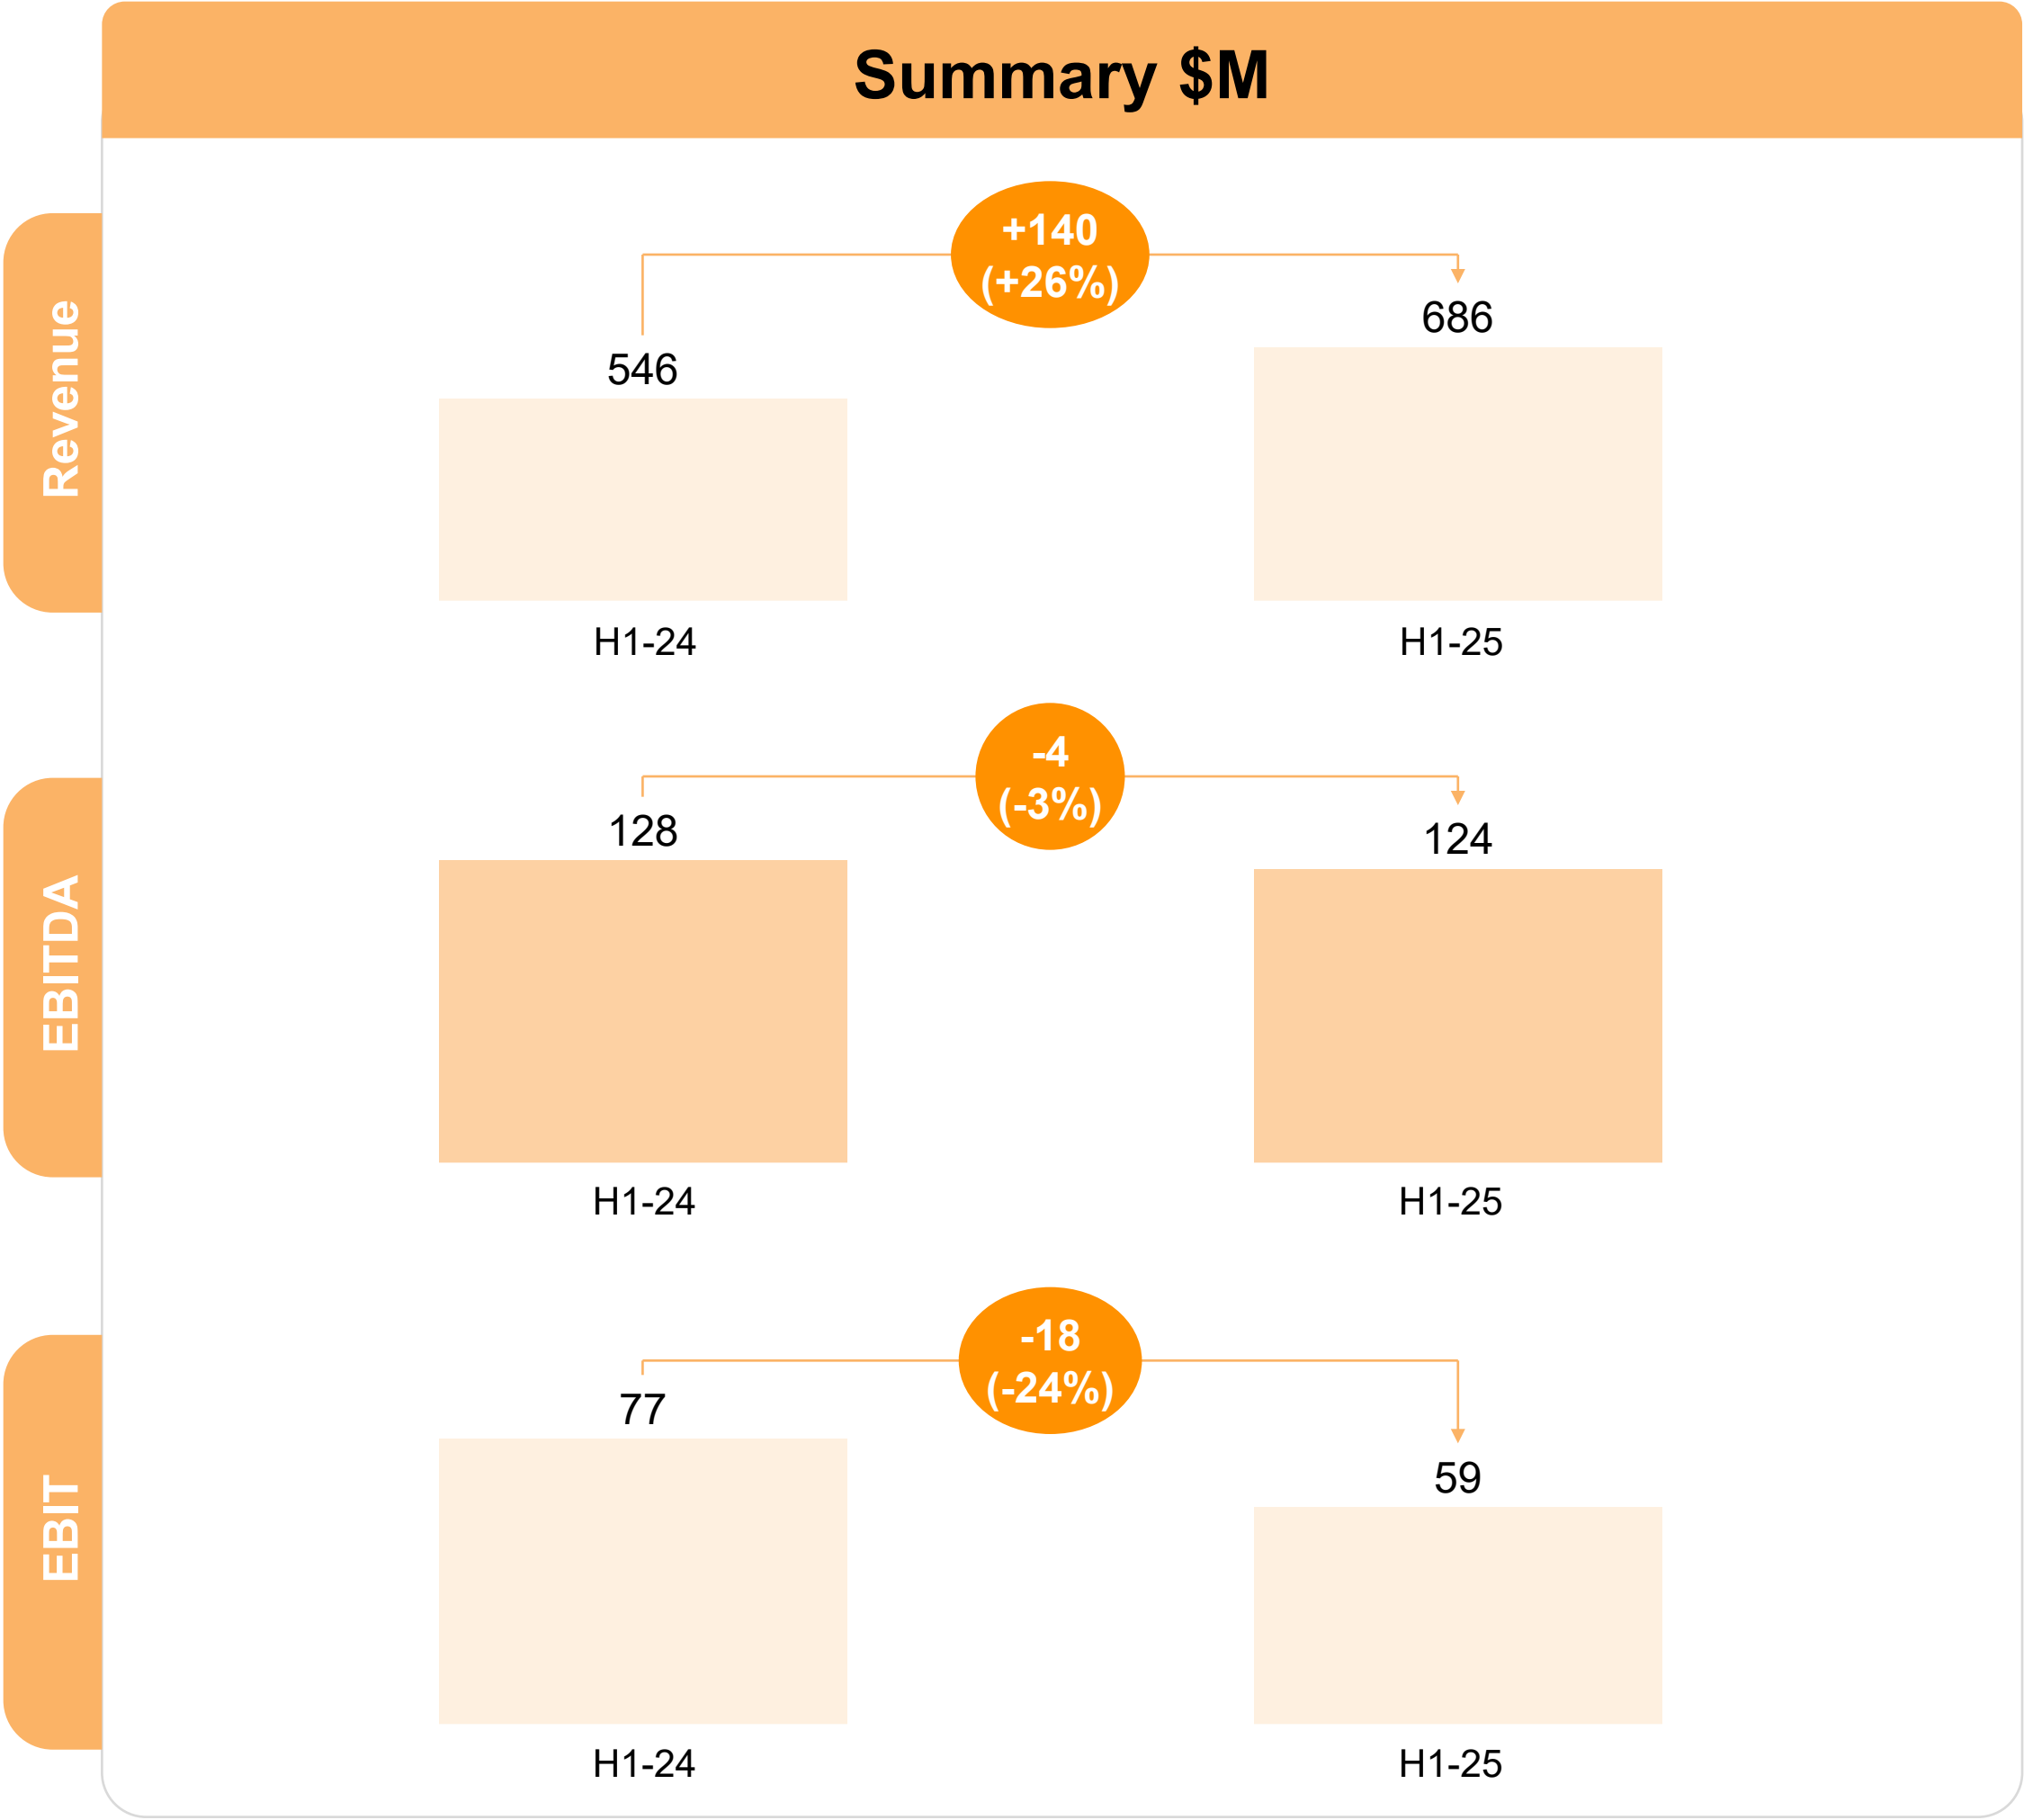 Summary $M
Revenue
+140
(+26%)
546
686
H1-24
H1-25
EBITDA
-4
(-3%)
128
124
H1-24
H1-25
EBIT
-18
(-24%)
77
59
H1-24
H1-25